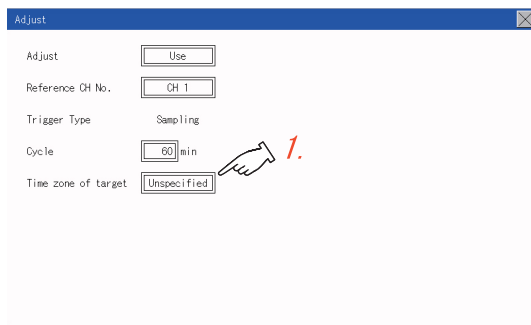 Adjust
Adjust Use
Reference CH No. CH 1
Trigger Type Sampling
Cycle 60 min
Time zone of target Unspecified
1.